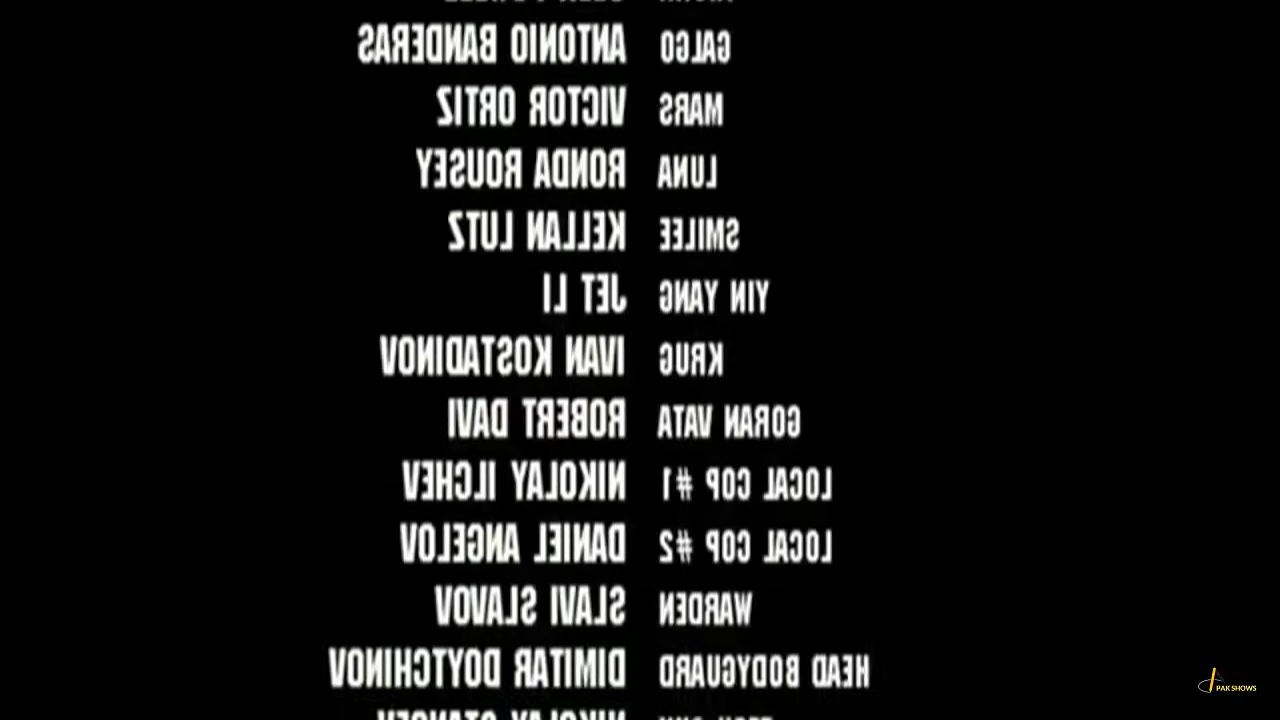 GALGO ANTONIO BANDERAS
MARS VICTOR ORTIZ
LUNA RONDA ROUSEY
SMILEE KELLAN LUTZ
YIN YANG JET LI
KRUG IVAN KOSTADINOV
GORAN VATA ROBERT DAVI
LOCAL COP #1 NIKOLAY ILCHEV
LOCAL COP #2 DANIEL ANGELOV
WARDEN SLAVI SLAVOV
HEAD BODYGUARD DIMITAR DOYTCHINOV
PAK SHOWS